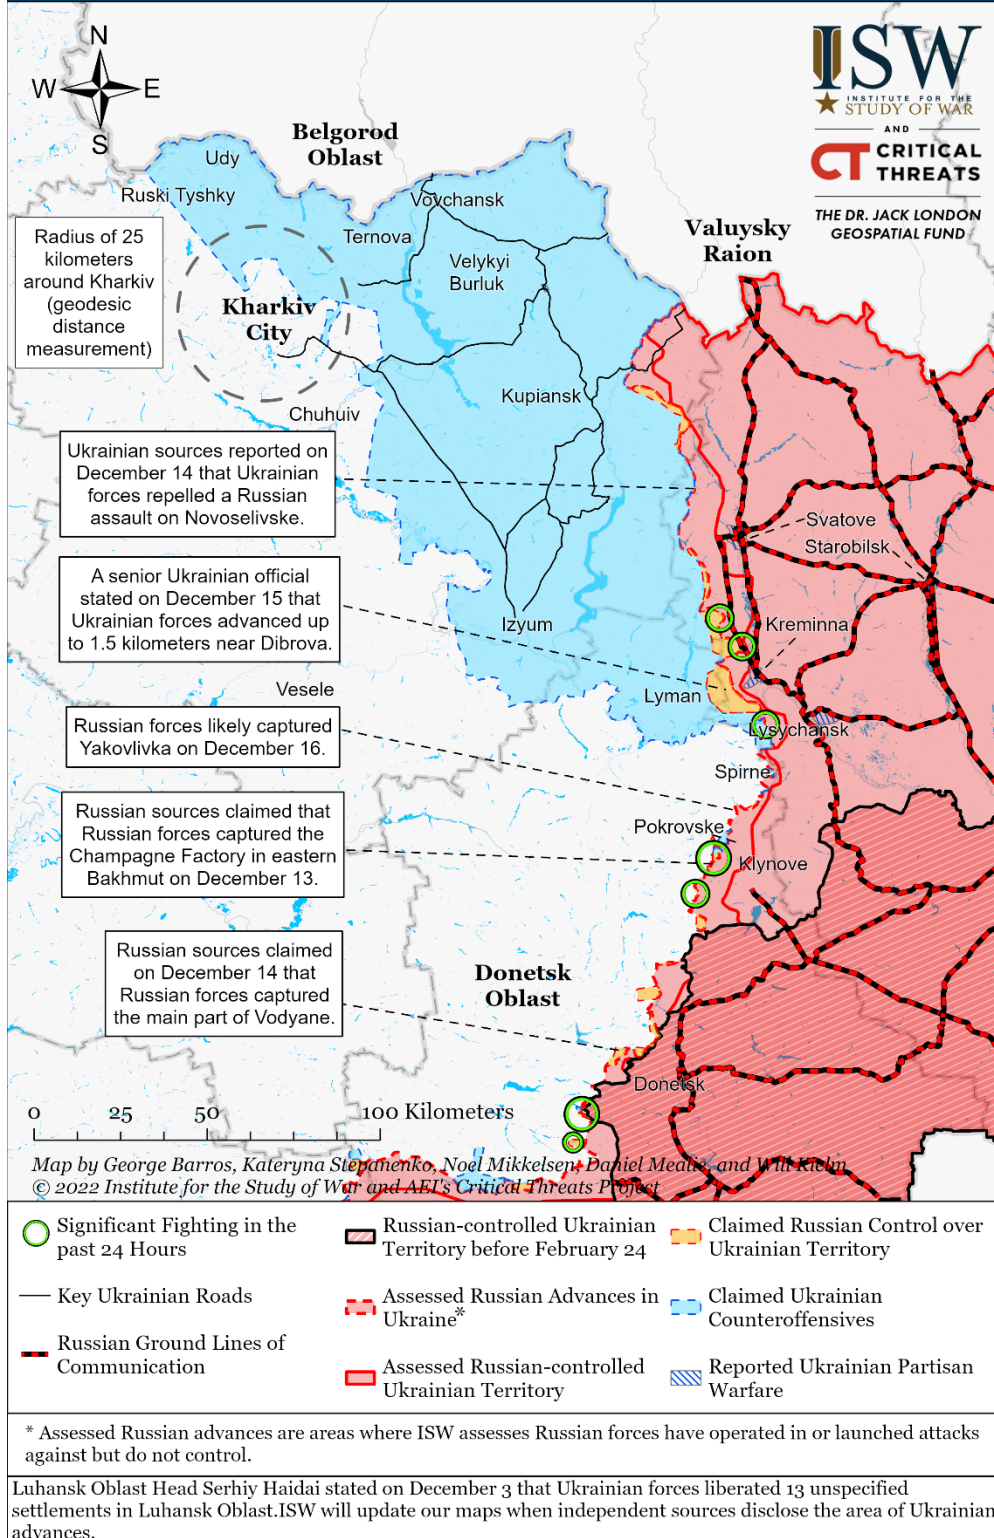 N
W
E
S
ISW
INSTITUTE FOR THE
STUDY OF WAR
AND
CT CRITICAL
THREATS
THE DR. JACK LONDON
GEOSPATIAL FUND
Belgorod
Oblast
Udy
Ruski Tyshky
Vovchansk
Ternova
Valuysky
Raion
Radius of 25
kilometers
around Kharkiv
(geodesic
distance
measurement)
Velykyi
Burluk
Kharkiv
City
Kupiansk
Chuhuiv
Ukrainian sources reported on
December 14 that Ukrainian
forces repelled a Russian
assault on Novoselivske.
Svatove
Starobilsk
A senior Ukrainian official
stated on December 15 that
Ukrainian forces advanced up
to 1.5 kilometers near Dibrova.
Izyum
Kreminna
Vesele
Lyman
Russian forces likely captured
Yakovlivka on December 16.
Lysychansk
Spirne
Russian sources claimed that
Russian forces captured the
Champagne Factory in eastern
Bakhmut on December 13.
Pokrovske
Klynove
Russian sources claimed
on December 14 that
Russian forces captured
the main part of Vodyane.
Donetsk
Oblast
Donetsk
0 25 50 100 Kilometers
Map by George Barros, Kateryna Stepanenko, Noel Mikkelsen, Daniel Mealie, and Will Kielm
© 2022 Institute for the Study of War and AEI's Critical Threats Project
Significant Fighting in the
past 24 Hours
Key Ukrainian Roads
Russian Ground Lines of
Communication
Russian-controlled Ukrainian
Territory before February 24
Assessed Russian Advances in
Ukraine*
Assessed Russian-controlled
Ukrainian Territory
Claimed Russian Control over
Ukrainian Territory
Claimed Ukrainian
Counteroffensives
Reported Ukrainian Partisan
Warfare
* Assessed Russian advances are areas where ISW assesses Russian forces have operated in or launched attacks
against but do not control.
Luhansk Oblast Head Serhiy Haidai stated on December 3 that Ukrainian forces liberated 13 unspecified
settlements in Luhansk Oblast.ISW will update our maps when independent sources disclose the area of Ukrainian
advances.